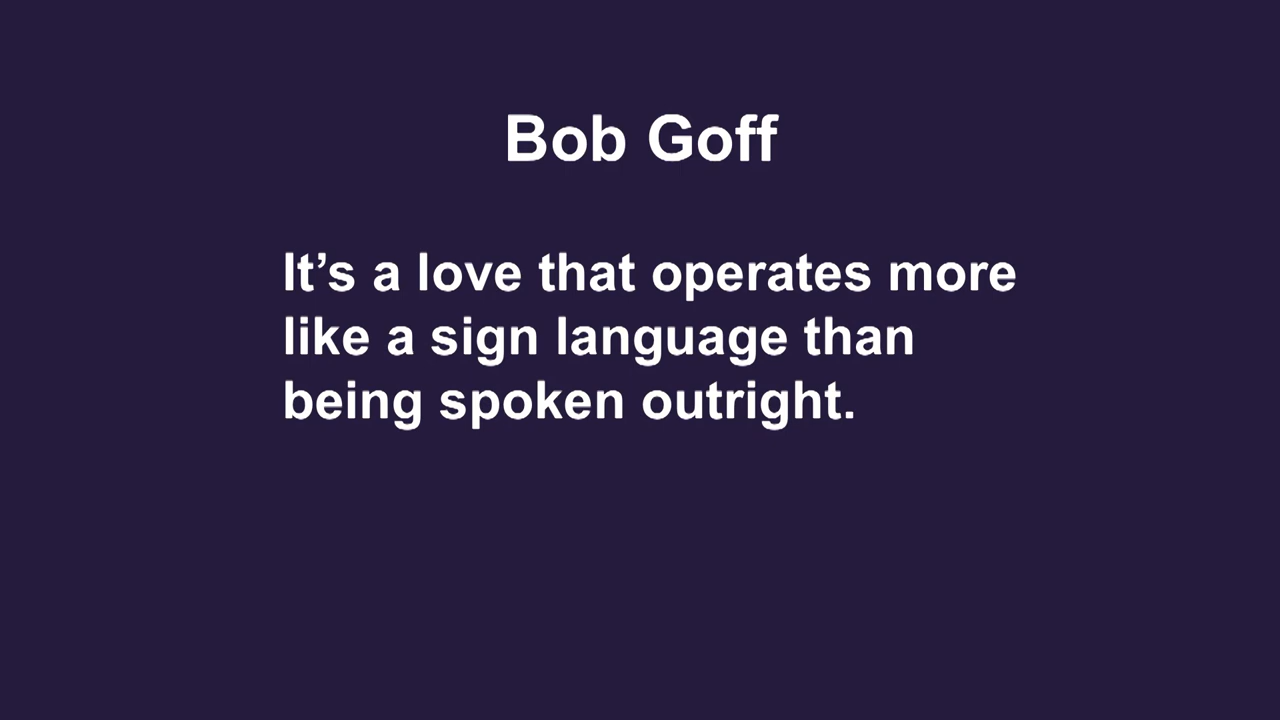 Bob Goff
It’s a love that operates more
like a sign language than
being spoken outright.